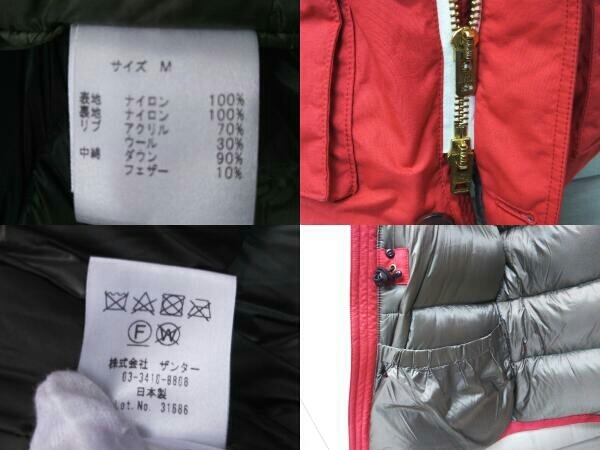 サイズ M
表地 ナイロン 100%
裏地 ナイロン 100%
リブ アクリル 70%
ウール 30%
中綿 ダウン 90%
フェザー 10%
F W
株式会社 ザンター
03-3410-8808
日本製
Lot.No. 31686